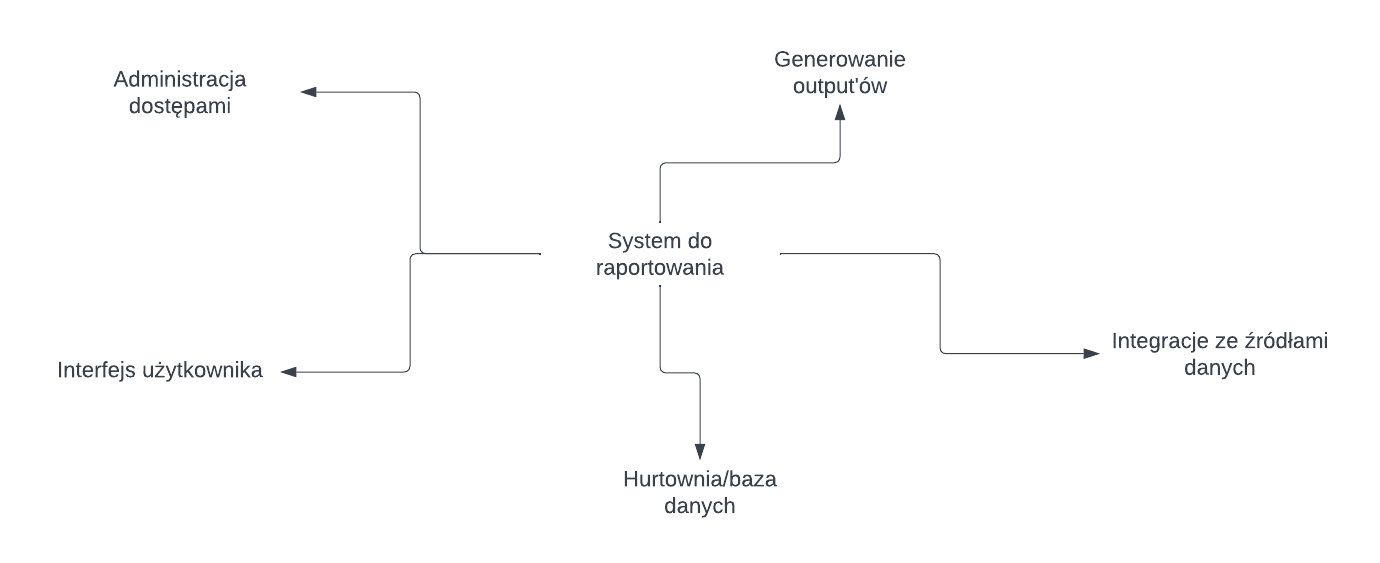 Generowanie
output'ów
Administracja
dostępami
System do
raportowania
Integracje ze źródłami
danych
Interfejs użytkownika
Hurtownia/baza
danych